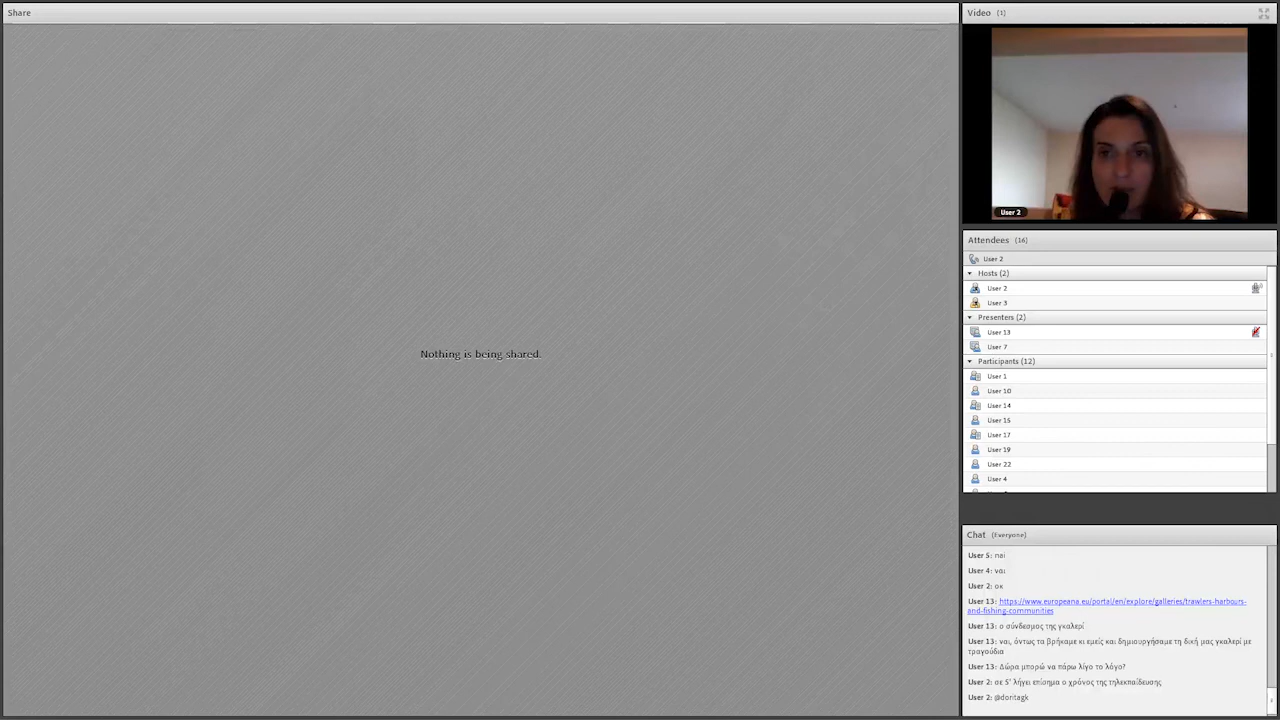 Share
Nothing is being shared.
Video (1)
User 2
Attendees (16)
User 2
Hosts (2)
User 2
User 3
Presenters (2)
User 13
User 7
Participants (12)
User 1
User 10
User 14
User 15
User 17
User 19
User 22
User 4
Chat (Everyone)
User 5: nai
User 4: ναι
User 2: οκ
User 13: https://www.europeana.eu/portal/en/explore/galleries/trawlers-harbours-
and-fishing-communities
User 13: ο σύνδεσμος της γκαλερί
User 13: ναι, όντως τα βρήκαμε κι εμείς και δημιουργήσαμε τη δική μας γκαλερί με
τραγούδια
User 13: Δώρα μπορώ να πάρω λίγο το λόγο?
User 2: σε 5' λήγει επίσημα ο χρόνος της τηλεκπαίδευσης
User 2: @doritagk